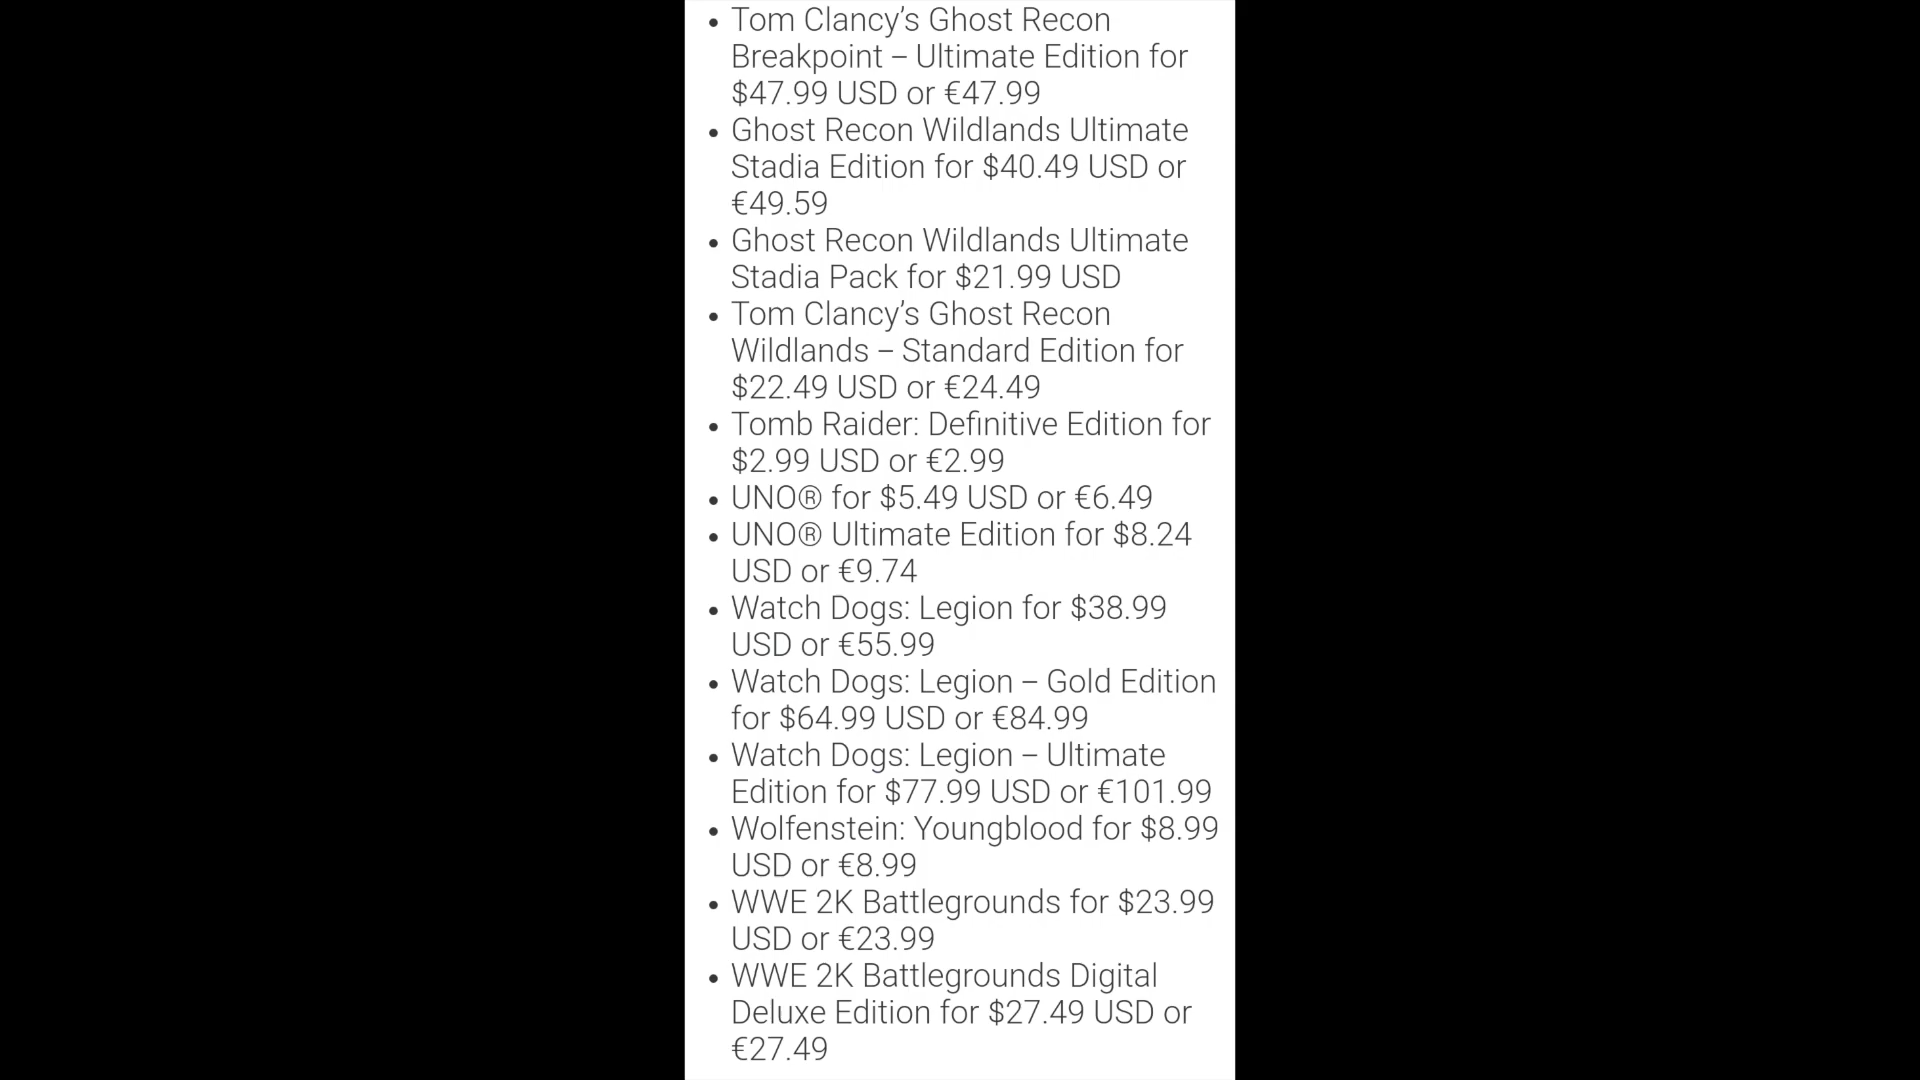 • Tom Clancy’s Ghost Recon
Breakpoint – Ultimate Edition for
$47.99 USD or €47.99
• Ghost Recon Wildlands Ultimate
Stadia Edition for $40.49 USD or
€49.59
• Ghost Recon Wildlands Ultimate
Stadia Pack for $21.99 USD
• Tom Clancy’s Ghost Recon
Wildlands – Standard Edition for
$22.49 USD or €24.49
• Tomb Raider: Definitive Edition for
$2.99 USD or €2.99
• UNO® for $5.49 USD or €6.49
• UNO® Ultimate Edition for $8.24
USD or €9.74
• Watch Dogs: Legion for $38.99
USD or €55.99
• Watch Dogs: Legion – Gold Edition
for $64.99 USD or €84.99
• Watch Dogs: Legion – Ultimate
Edition for $77.99 USD or €101.99
• Wolfenstein: Youngblood for $8.99
USD or €8.99
• WWE 2K Battlegrounds for $23.99
USD or €23.99
• WWE 2K Battlegrounds Digital
Deluxe Edition for $27.49 USD or
€27.49